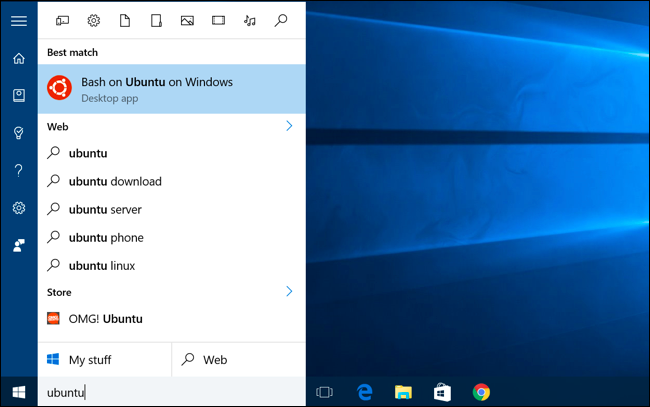 Best match
Bash on Ubuntu on Windows
Desktop app
Web
ubuntu
ubuntu download
ubuntu server
ubuntu phone
ubuntu linux
Store
OMG! Ubuntu
My stuff
Web
ubuntu